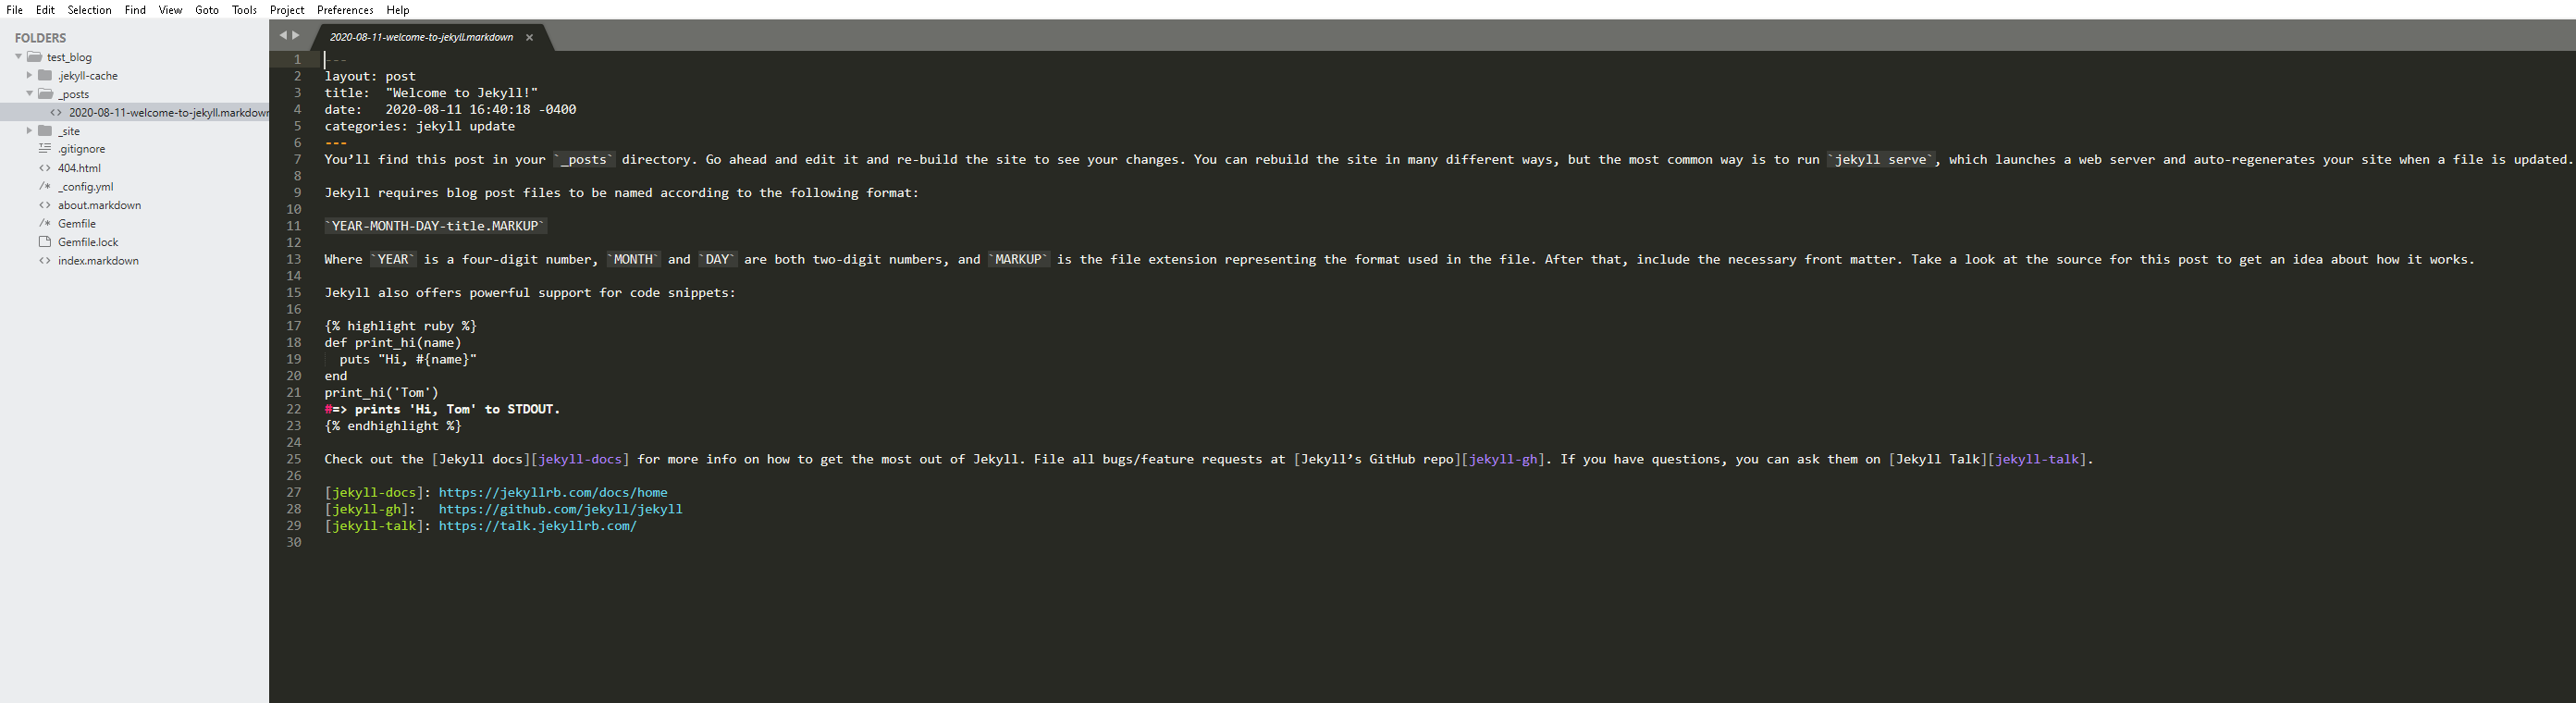 File Edit Selection Find View Goto Tools Project Preferences Help
FOLDERS
test_blog
.jekyll-cache
_posts
2020-08-11-welcome-to-jekyll.markdown
_site
.gitignore
404.html
_config.yml
about.markdown
Gemfile
Gemfile.lock
index.markdown
2020-08-11-welcome-to-jekyll.markdown
1 ---
2 layout: post
3 title:  "Welcome to Jekyll!"
4 date:   2020-08-11 16:40:18 -0400
5 categories: jekyll update
6 ---
7 You’ll find this post in your `_posts` directory. Go ahead and edit it and re-build the site to see your changes. You can rebuild the site in many different ways, but the most common way is to run `jekyll serve`, which launches a web server and auto-regenerates your site when a file is updated.
8
9 Jekyll requires blog post files to be named according to the following format:
10
11 `YEAR-MONTH-DAY-title.MARKUP`
12
13 Where `YEAR` is a four-digit number, `MONTH` and `DAY` are both two-digit numbers, and `MARKUP` is the file extension representing the format used in the file. After that, include the necessary front matter. Take a look at the source for this post to get an idea about how it works.
14
15 Jekyll also offers powerful support for code snippets:
16
17 {% highlight ruby %}
18 def print_hi(name)
19   puts "Hi, #{name}"
20 end
21 print_hi('Tom')
22 #=> prints 'Hi, Tom' to STDOUT.
23 {% endhighlight %}
24
25 Check out the [Jekyll docs][jekyll-docs] for more info on how to get the most out of Jekyll. File all bugs/feature requests at [Jekyll’s GitHub repo][jekyll-gh]. If you have questions, you can ask them on [Jekyll Talk][jekyll-talk].
26
27 [jekyll-docs]: https://jekyllrb.com/docs/home
28 [jekyll-gh]:   https://github.com/jekyll/jekyll
29 [jekyll-talk]: https://talk.jekyllrb.com/
30